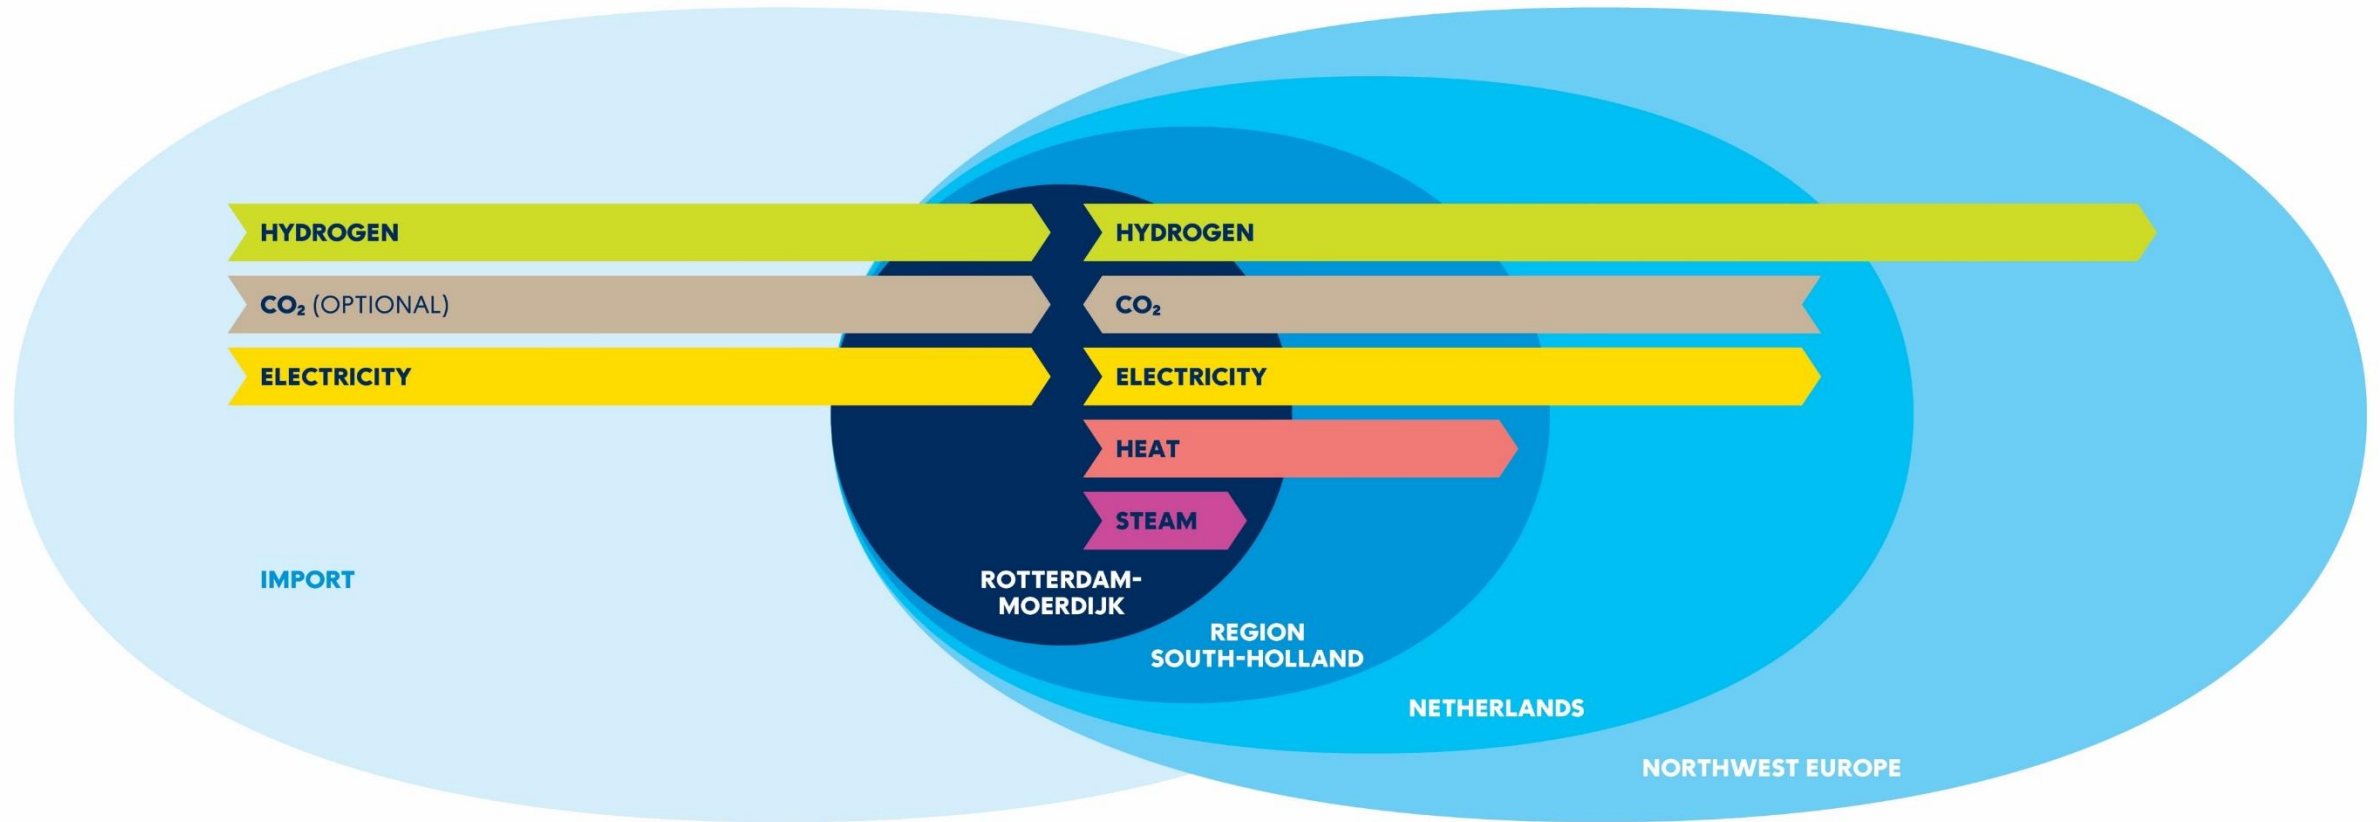 HYDROGEN
HYDROGEN
CO₂ (OPTIONAL)
CO₂
ELECTRICITY
ELECTRICITY
HEAT
STEAM
IMPORT
ROTTERDAM-
MOERDIJK
REGION
SOUTH-HOLLAND
NETHERLANDS
NORTHWEST EUROPE